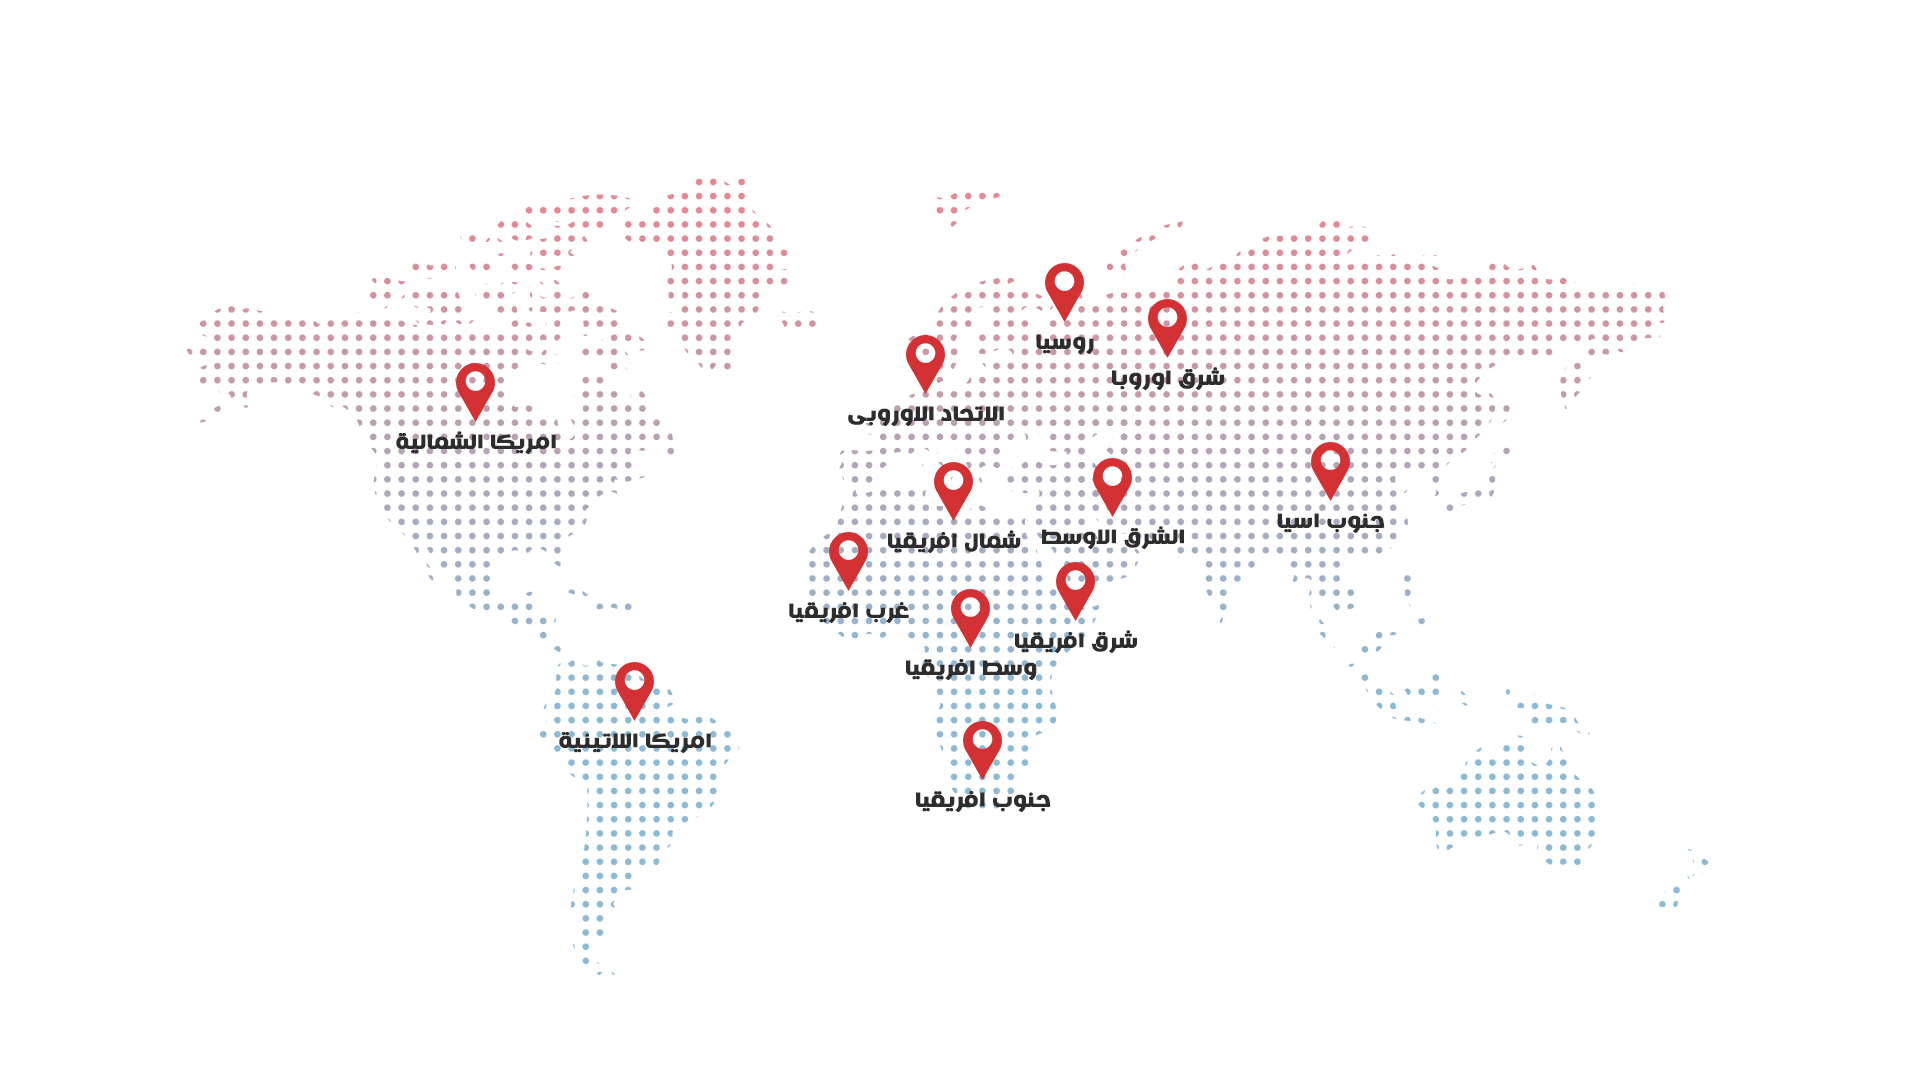 روسيا
شرق اوروبا
الاتحاد الاوروبى
امريكا الشمالية
جنوب اسيا
الشرق الاوسط
شمال افريقيا
غرب افريقيا
شرق افريقيا
وسط افريقيا
امريكا اللاتينية
جنوب افريقيا